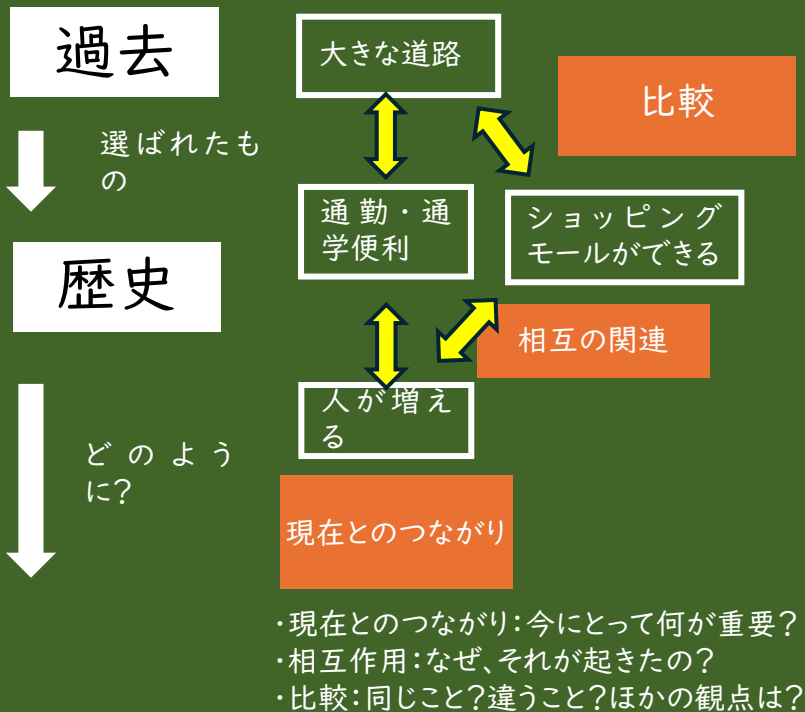 過去
選ばれたも
の
歴史
どのよう
に?
大きな道路
比較
通勤・通
学便利
ショッピング
モールができる
相互の関連
人が増え
る
現在とのつながり
・現在とのつながり:今にとって何が重要?
・相互作用:なぜ、それが起きたの?
・比較:同じこと?違うこと?ほかの観点は?